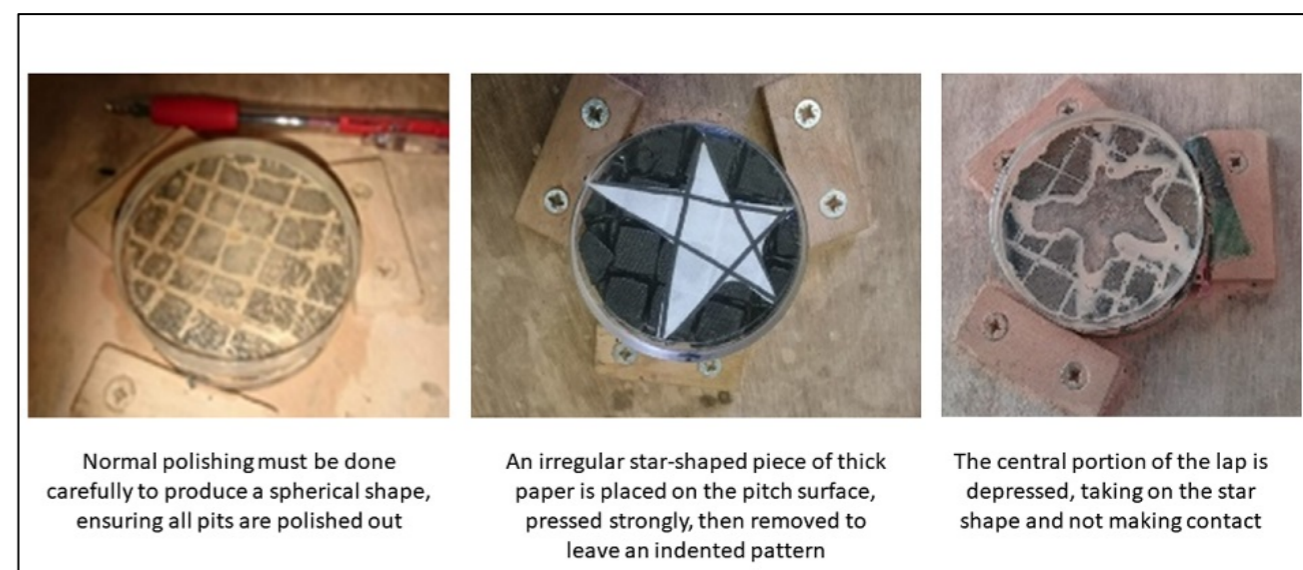 Normal polishing must be done
carefully to produce a spherical shape,
ensuring all pits are polished out
An irregular star-shaped piece of thick
paper is placed on the pitch surface,
pressed strongly, then removed to
leave an indented pattern
The central portion of the lap is
depressed, taking on the star
shape and not making contact